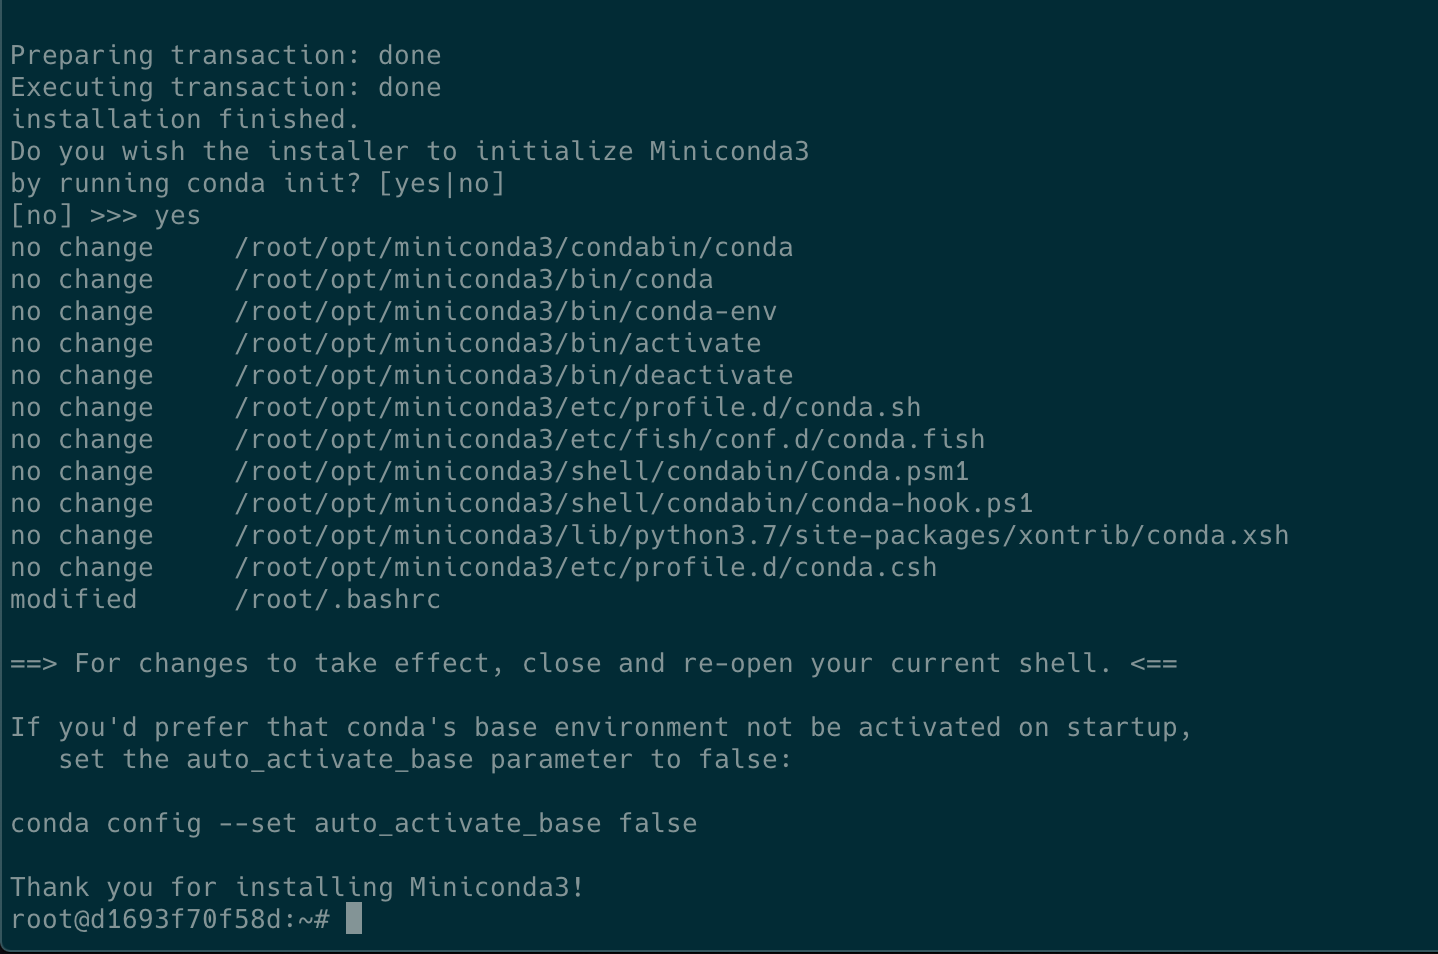 Preparing transaction: done
Executing transaction: done
installation finished.
Do you wish the installer to initialize Miniconda3
by running conda init? [yes|no]
[no] >>> yes
no change     /root/opt/miniconda3/condabin/conda
no change     /root/opt/miniconda3/bin/conda
no change     /root/opt/miniconda3/bin/conda-env
no change     /root/opt/miniconda3/bin/activate
no change     /root/opt/miniconda3/bin/deactivate
no change     /root/opt/miniconda3/etc/profile.d/conda.sh
no change     /root/opt/miniconda3/etc/fish/conf.d/conda.fish
no change     /root/opt/miniconda3/shell/condabin/Conda.psm1
no change     /root/opt/miniconda3/shell/condabin/conda-hook.ps1
no change     /root/opt/miniconda3/lib/python3.7/site-packages/xontrib/conda.xsh
no change     /root/opt/miniconda3/etc/profile.d/conda.csh
modified      /root/.bashrc

==> For changes to take effect, close and re-open your current shell. <==

If you'd prefer that conda's base environment not be activated on startup,
   set the auto_activate_base parameter to false:

conda config --set auto_activate_base false

Thank you for installing Miniconda3!
root@d1693f70f58d:~#